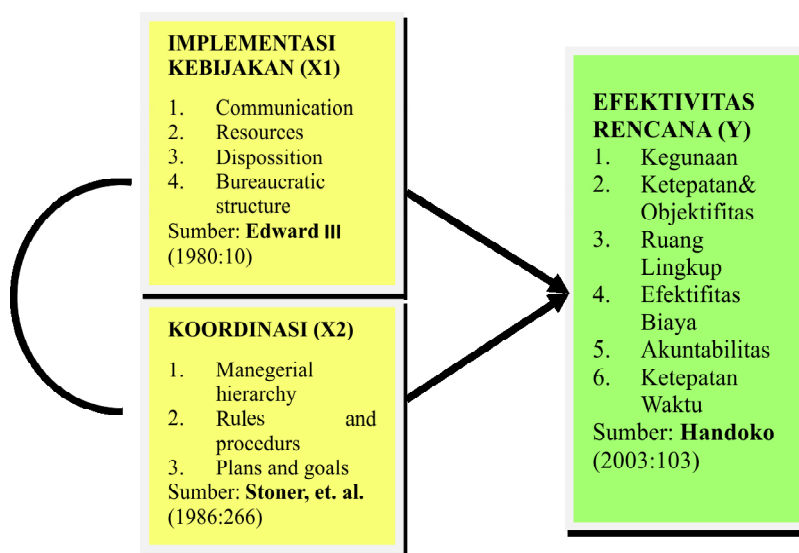 IMPLEMENTASI
KEBIJAKAN (X1)
1. Communication
2. Resources
3. Dispossition
4. Bureaucratic
structure
Sumber: Edward III
(1980:10)
KOORDINASI (X2)
1. Manegerial
hierarchy
2. Rules and
procedurs
3. Plans and goals
Sumber: Stoner, et. al.
(1986:266)
EFEKTIVITAS
RENCANA (Y)
1. Kegunaan
2. Ketepatan&
Objektifitas
3. Ruang
Lingkup
4. Efektifitas
Biaya
5. Akuntabilitas
6. Ketepatan
Waktu
Sumber: Handoko
(2003:103)